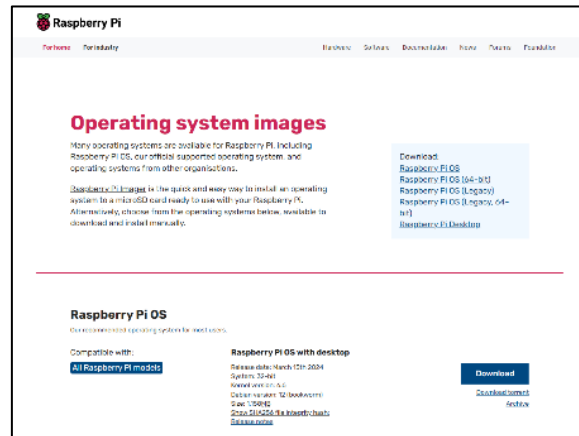 Raspberry Pi
For home For industry Hardware Software Documentation News Forums Foundation
Operating system images
Many operating systems are available for Raspberry Pi, including
Raspberry Pi OS, our official supported operating system, and
operating systems from other organisations.
Raspberry Pi Imager is the quick and easy way to install an operating
system to a microSD card ready to use with your Raspberry Pi.
Alternatively, choose from the operating systems below, available to
download and install manually.
Download:
Raspberry Pi OS
Raspberry Pi OS (64-bit)
Raspberry Pi OS (Legacy)
Raspberry Pi OS (Legacy, 64-
bit)
Raspberry Pi Desktop
Raspberry Pi OS
Our recommended operating system for most users.
Compatible with:
All Raspberry Pi models
Raspberry Pi OS with desktop
Release date: March 15th 2024
System: 32-bit
Kernel version: 6.6
Debian version: 12 (bookworm)
Size:
Show SHA256 file integrity hash:
Release notes
Download
Download torrent
Archive